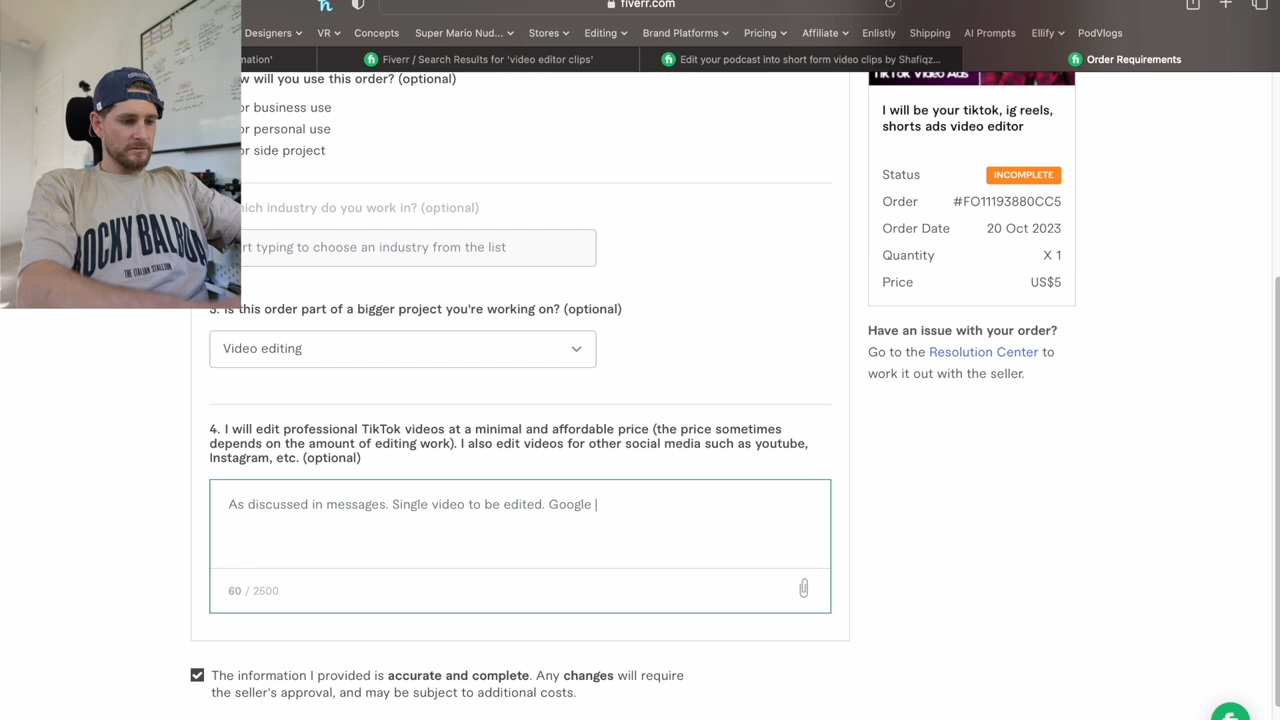 fiverr.com
Designers VR Concepts Super Mario Nud... Stores Editing Brand Platforms Pricing Affiliate Enlistly Shipping AI Prompts Ellify PodVlogs
Fiverr / Search Results for 'video editor clips' Edit your podcast into short form video clips by Shafiqz... Order Requirements
will you use this order? (optional)
business use
personal use
side project
industry do you work in? (optional)
typing to choose an industry from the list
3. Is this order part of a bigger project you're working on? (optional)
Video editing
4. I will edit professional TikTok videos at a minimal and affordable price (the price sometimes
depends on the amount of editing work). I also edit videos for other social media such as youtube,
Instagram, etc. (optional)
As discussed in messages. Single video to be edited. Google
60 / 2500
The information I provided is accurate and complete. Any changes will require
the seller's approval, and may be subject to additional costs.
TikTok Video Ads
I will be your tiktok, ig reels,
shorts ads video editor
Status INCOMPLETE
Order #FO11193880CC5
Order Date 20 Oct 2023
Quantity X 1
Price US$5
Have an issue with your order?
Go to the Resolution Center to
work it out with the seller.
ROCKY BALBOA
THE ITALIAN STALLION